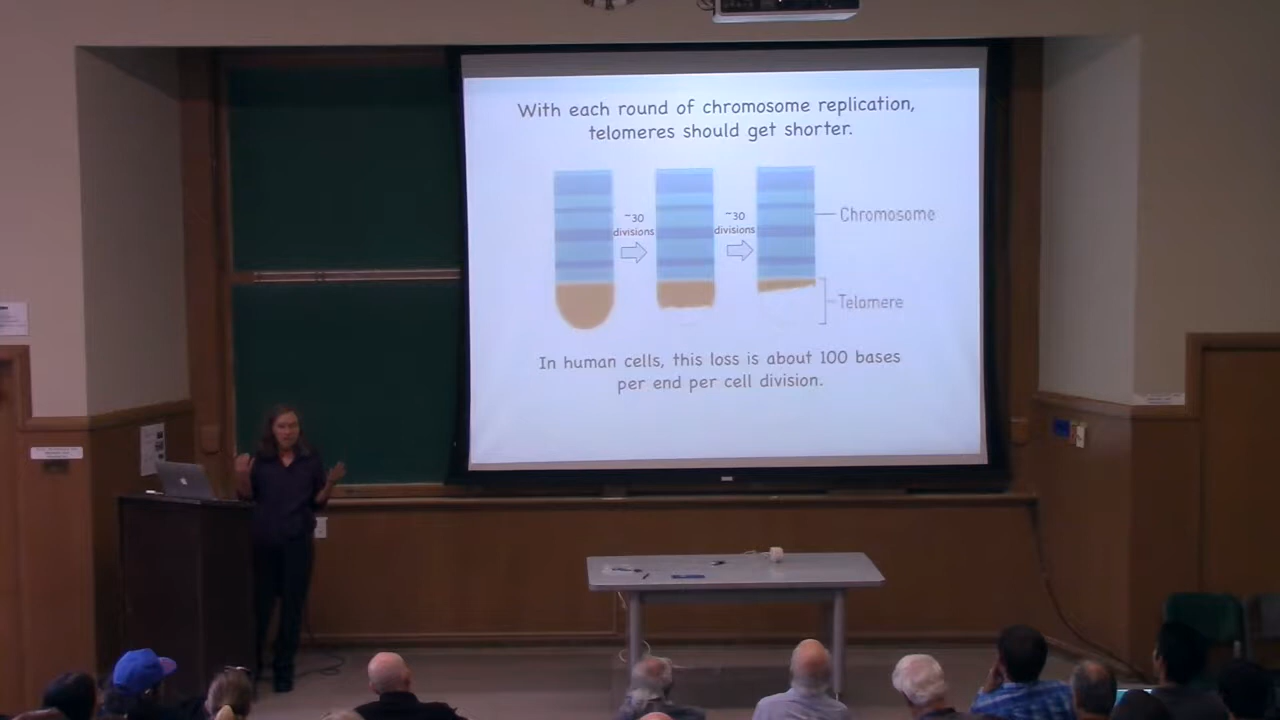 With each round of chromosome replication,
telomeres should get shorter.
~30
divisions
~30
divisions
Chromosome
Telomere
In human cells, this loss is about 100 bases
per end per cell division.